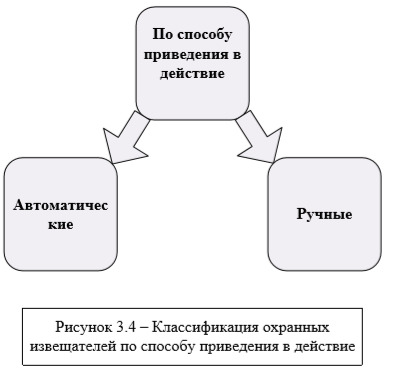 По способу
приведения в
действие
Автоматичес
кие
Ручные
Рисунок 3.4 – Классификация охранных
извещателей по способу приведения в действие